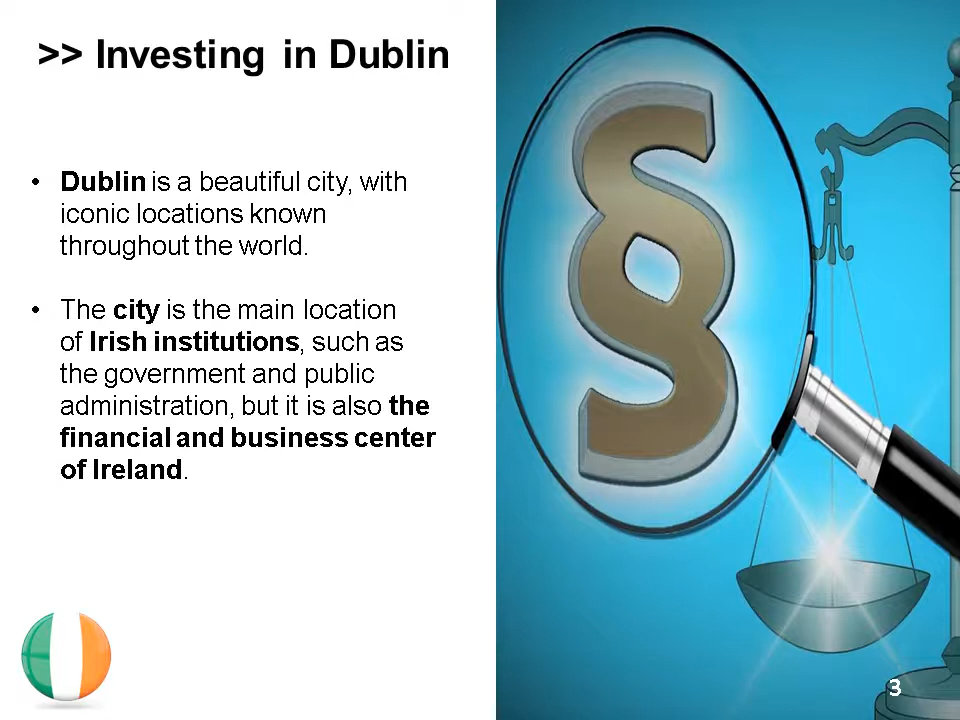 >> Investing in Dublin
• Dublin is a beautiful city, with
iconic locations known
throughout the world.
• The city is the main location
of Irish institutions, such as
the government and public
administration, but it is also the
financial and business center
of Ireland.
§
3